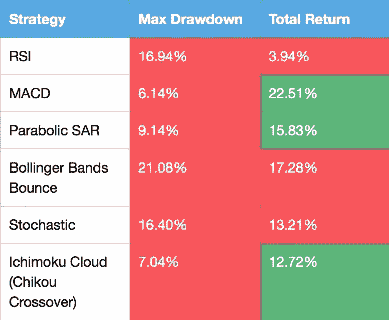 Strategy Max Drawdown Total Return
RSI 16.94% 3.94%
MACD 6.14% 22.51%
Parabolic SAR 9.14% 15.83%
Bollinger Bands 21.08% 17.28%
Bounce
Stochastic 16.40% 13.21%
Ichimoku Cloud 7.04% 12.72%
(Chikou
Crossover)